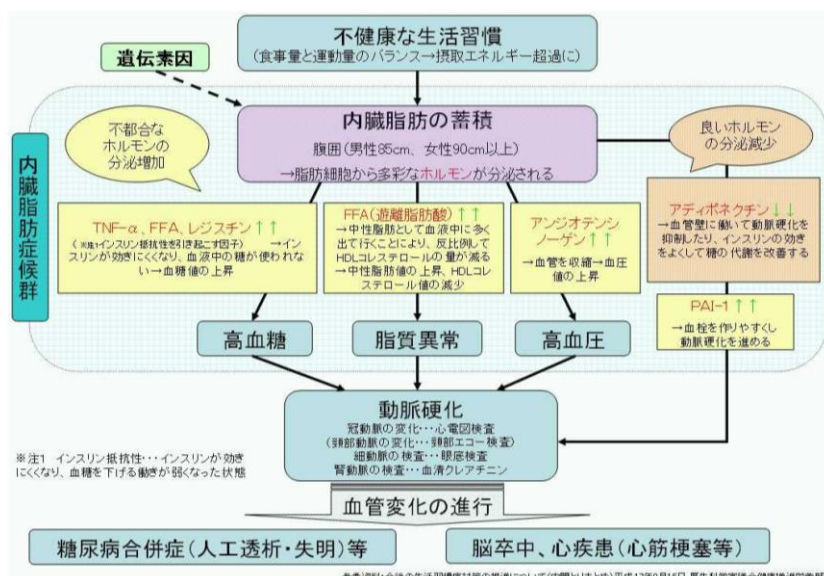 不健康な生活習慣
(食事量と運動量のバランス→摂取エネルギー超過に)
遺伝素因
内臓脂肪症候群
不都合な
ホルモンの
分泌増加
内臓脂肪の蓄積
腹囲(男性85cm、女性90cm以上)
→脂肪細胞から多彩なホルモンが分泌される
良いホルモン
の分泌減少
TNF-α、FFA、レジスチン↑↑
(※注1インスリン抵抗性を引き起こす因子) →イン
スリンが効きにくくなり、血液中の糖が使われな
い→血糖値の上昇
FFA(遊離脂肪酸)↑↑
→中性脂肪として血液中に多く
出て行くことにより、反比例して
HDLコレステロールの量が減る
→中性脂肪値の上昇、HDLコレ
ステロール値の減少
アンジオテンシ
ノーゲン↑↑
→血管を収縮→血圧
値の上昇
アディポネクチン↓↓
→血管壁に働いて動脈硬化を
抑制したり、インスリンの効き
をよくして糖の代謝を改善する
PAI-1↑↑
→血栓を作りやすくし
動脈硬化を進める
高血糖
脂質異常
高血圧
動脈硬化
冠動脈の変化…心電図検査
(頸部動脈の変化…頸部エコー検査)
細動脈の検査…眼底検査
腎動脈の検査…血清クレアチニン
※注1 インスリン抵抗性…インスリンが効き
にくくなり、血糖を下げる働きが弱くなった状態
血管変化の進行
糖尿病合併症(人工透析・失明)等
脳卒中、心疾患(心筋梗塞等)